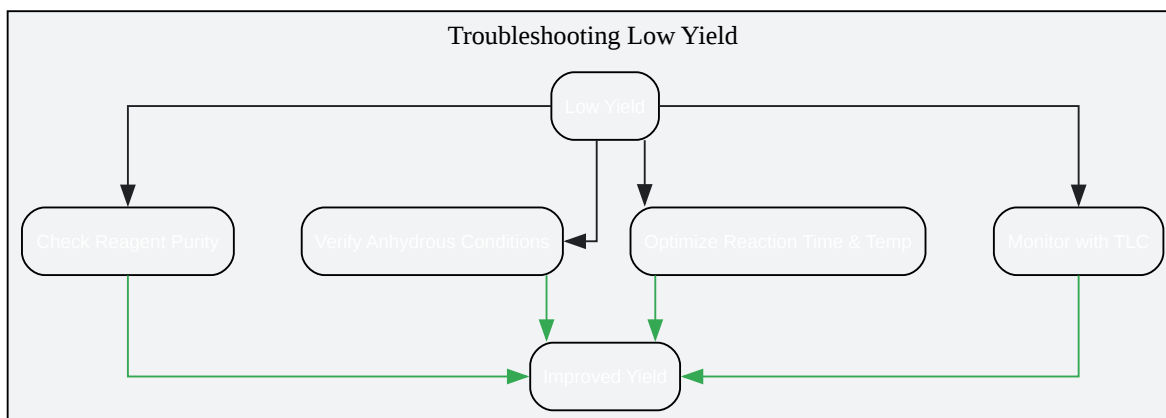 Troubleshooting Low Yield
Low Yield
Check Reagent Purity
Verify Anhydrous Conditions
Optimize Reaction Time & Temp
Monitor with TLC
Improved Yield